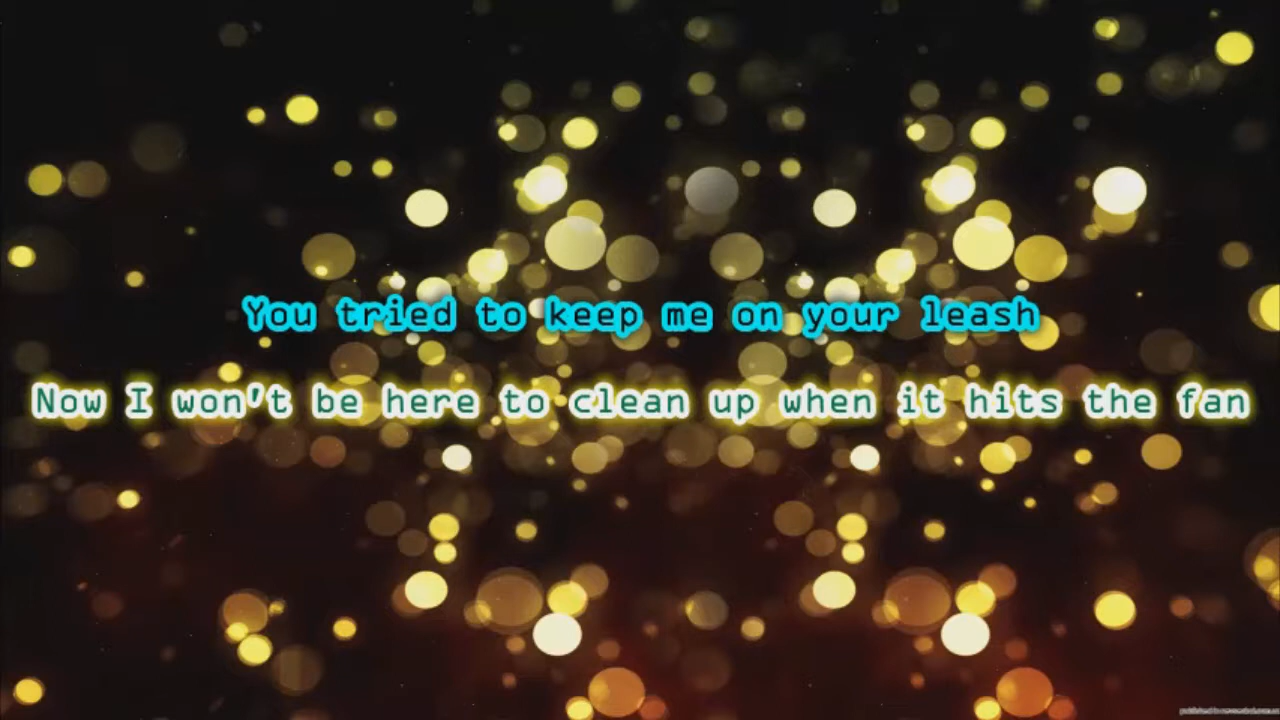 You tried to keep me on your leash
Now I won't be here to clean up when it hits the fan